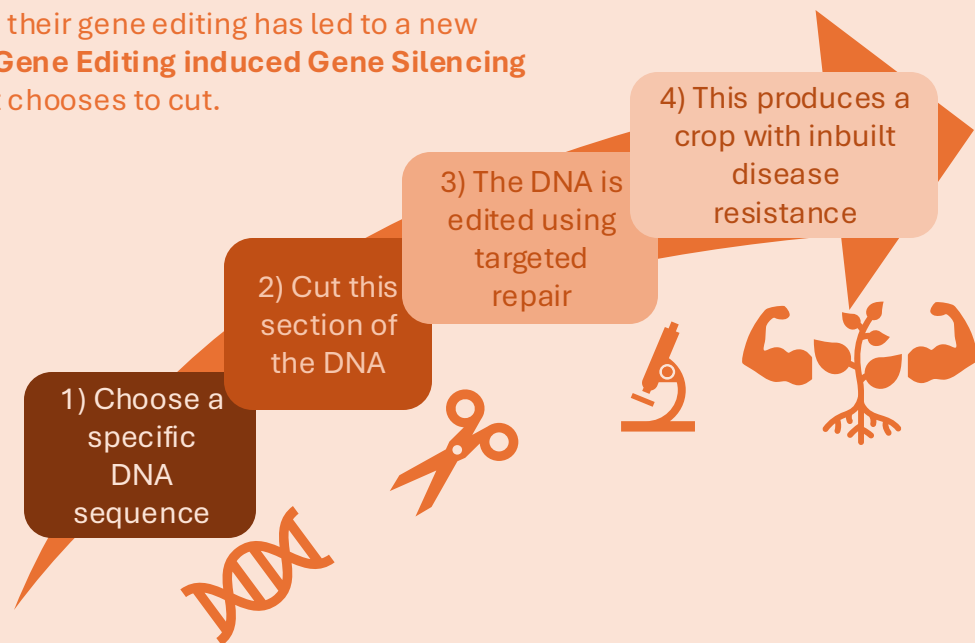 their gene editing has led to a new
Gene Editing induced Gene Silencing
chooses to cut.
4) This produces a
crop with inbuilt
disease
resistance
3) The DNA is
edited using
targeted
repair
2) Cut this
section of
the DNA
1) Choose a
specific
DNA
sequence